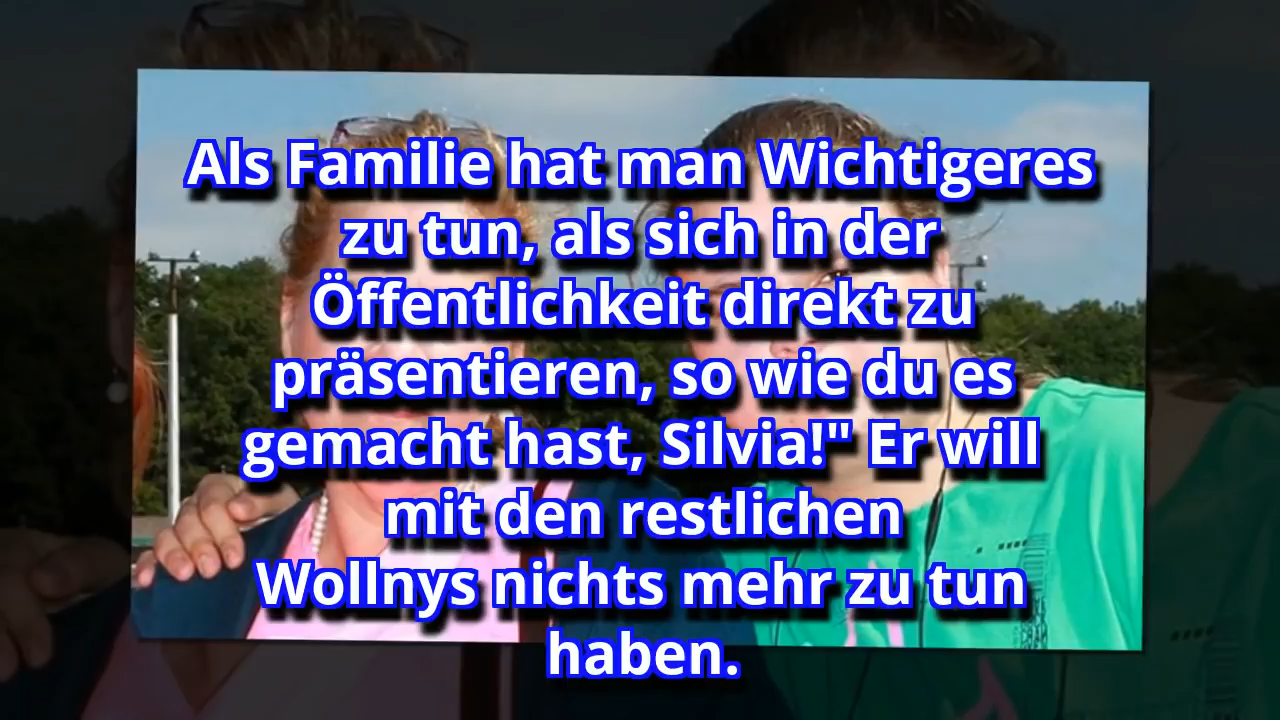 Als Familie hat man Wichtigeres
zu tun, als sich in der
Öffentlichkeit direkt zu
präsentieren, so wie du es
gemacht hast, Silvia!" Er will
mit den restlichen
Wollnys nichts mehr zu tun
haben.